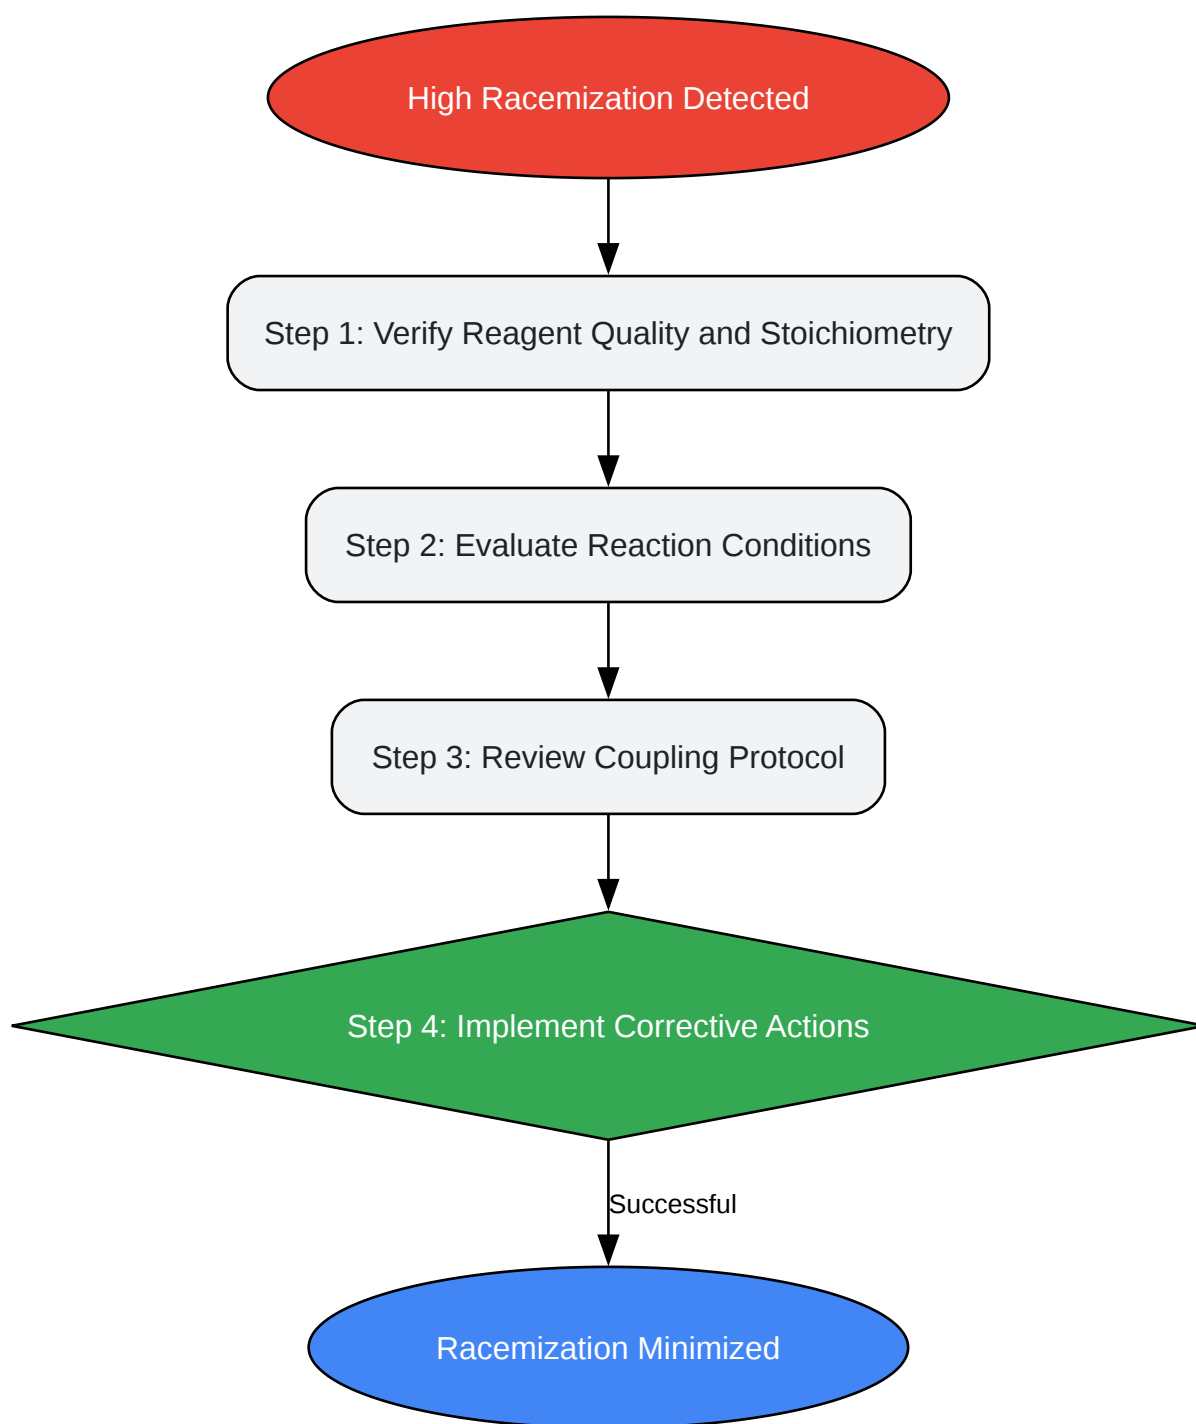 High Racemization Detected
Step 1: Verify Reagent Quality and Stoichiometry
Step 2: Evaluate Reaction Conditions
Step 3: Review Coupling Protocol
Step 4: Implement Corrective Actions
Successful
Racemization Minimized